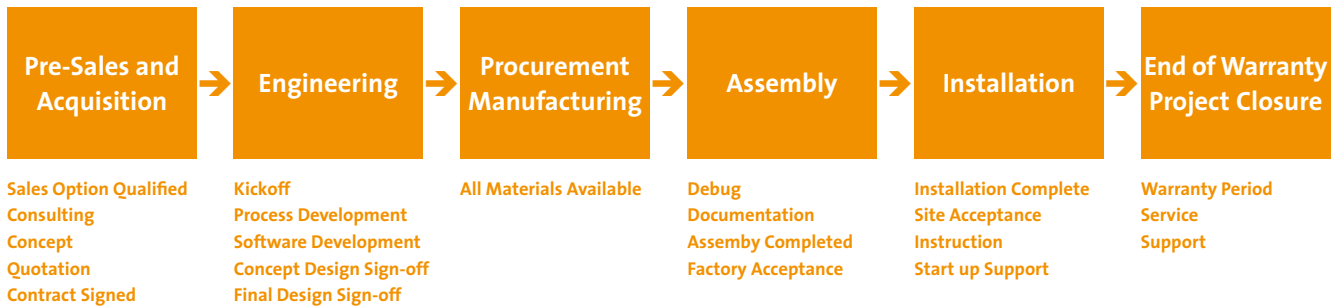 Pre-Sales and
Acquisition
Engineering
Procurement
Manufacturing
Assembly
Installation
End of Warranty
Project Closure
Sales Option Qualified
Consulting
Concept
Quotation
Contract Signed
Kickoff
Process Development
Software Development
Concept Design Sign-off
Final Design Sign-off
All Materials Available
Debug
Documentation
Assemby Completed
Factory Acceptance
Installation Complete
Site Acceptance
Instruction
Start up Support
Warranty Period
Service
Support